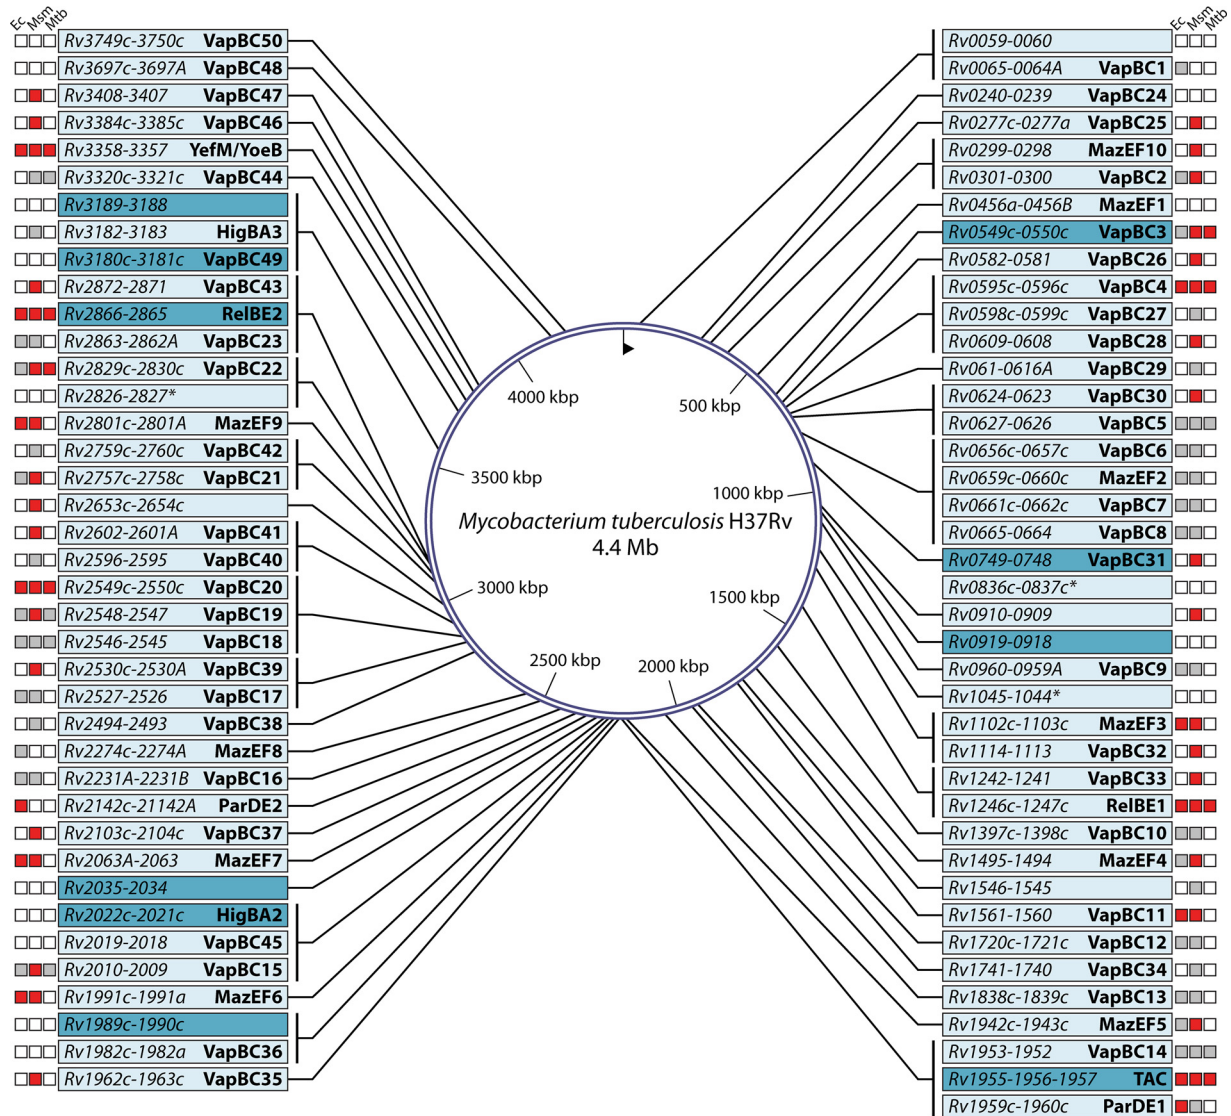 Ec Msm Mtb
Rv3749c-3750c VapBC50
Rv3697c-3697A VapBC48
Rv3408-3407 VapBC47
Rv3384c-3385c VapBC46
Rv3358-3357 YefM/YoeB
Rv3320c-3321c VapBC44
Rv3189-3188
Rv3182-3183 HigBA3
Rv3180c-3181c VapBC49
Rv2872-2871 VapBC43
Rv2866-2865 RelBE2
Rv2863-2862A VapBC23
Rv2829c-2830c VapBC22
Rv2826-2827*
Rv2801c-2801A MazEF9
Rv2759c-2760c VapBC42
Rv2757c-2758c VapBC21
Rv2653c-2654c
Rv2602-2601A VapBC41
Rv2596-2595 VapBC40
Rv2549c-2550c VapBC20
Rv2548-2547 VapBC19
Rv2546-2545 VapBC18
Rv2530c-2530A VapBC39
Rv2527-2526 VapBC17
Rv2494-2493 VapBC38
Rv2274c-2274A MazEF8
Rv2231A-2231B VapBC16
Rv2142c-21142A ParDE2
Rv2103c-2104c VapBC37
Rv2063A-2063 MazEF7
Rv2035-2034
Rv2022c-2021c HigBA2
Rv2019-2018 VapBC45
Rv2010-2009 VapBC15
Rv1991c-1991a MazEF6
Rv1989c-1990c
Rv1982c-1982a VapBC36
Rv1962c-1963c VapBC35
4000 kbp
500 kbp
3500 kbp
1000 kbp
Mycobacterium tuberculosis H37Rv
4.4 Mb
3000 kbp
1500 kbp
2500 kbp
2000 kbp
Ec Msm Mtb
Rv0059-0060
Rv0065-0064A VapBC1
Rv0240-0239 VapBC24
Rv0277c-0277a VapBC25
Rv0299-0298 MazEF10
Rv0301-0300 VapBC2
Rv0456a-0456B MazEF1
Rv0549c-0550c VapBC3
Rv0582-0581 VapBC26
Rv0595c-0596c VapBC4
Rv0598c-0599c VapBC27
Rv0609-0608 VapBC28
Rv061-0616A VapBC29
Rv0624-0623 VapBC30
Rv0627-0626 VapBC5
Rv0656c-0657c VapBC6
Rv0659c-0660c MazEF2
Rv0661c-0662c VapBC7
Rv0665-0664 VapBC8
Rv0749-0748 VapBC31
Rv0836c-0837c*
Rv0910-0909
Rv0919-0918
Rv0960-0959A VapBC9
Rv1045-1044*
Rv1102c-1103c MazEF3
Rv1114-1113 VapBC32
Rv1242-1241 VapBC33
Rv1246c-1247c RelBE1
Rv1397c-1398c VapBC10
Rv1495-1494 MazEF4
Rv1546-1545
Rv1561-1560 VapBC11
Rv1720c-1721c VapBC12
Rv1741-1740 VapBC34
Rv1838c-1839c VapBC13
Rv1942c-1943c MazEF5
Rv1953-1952 VapBC14
Rv1955-1956-1957 TAC
Rv1959c-1960c ParDE1